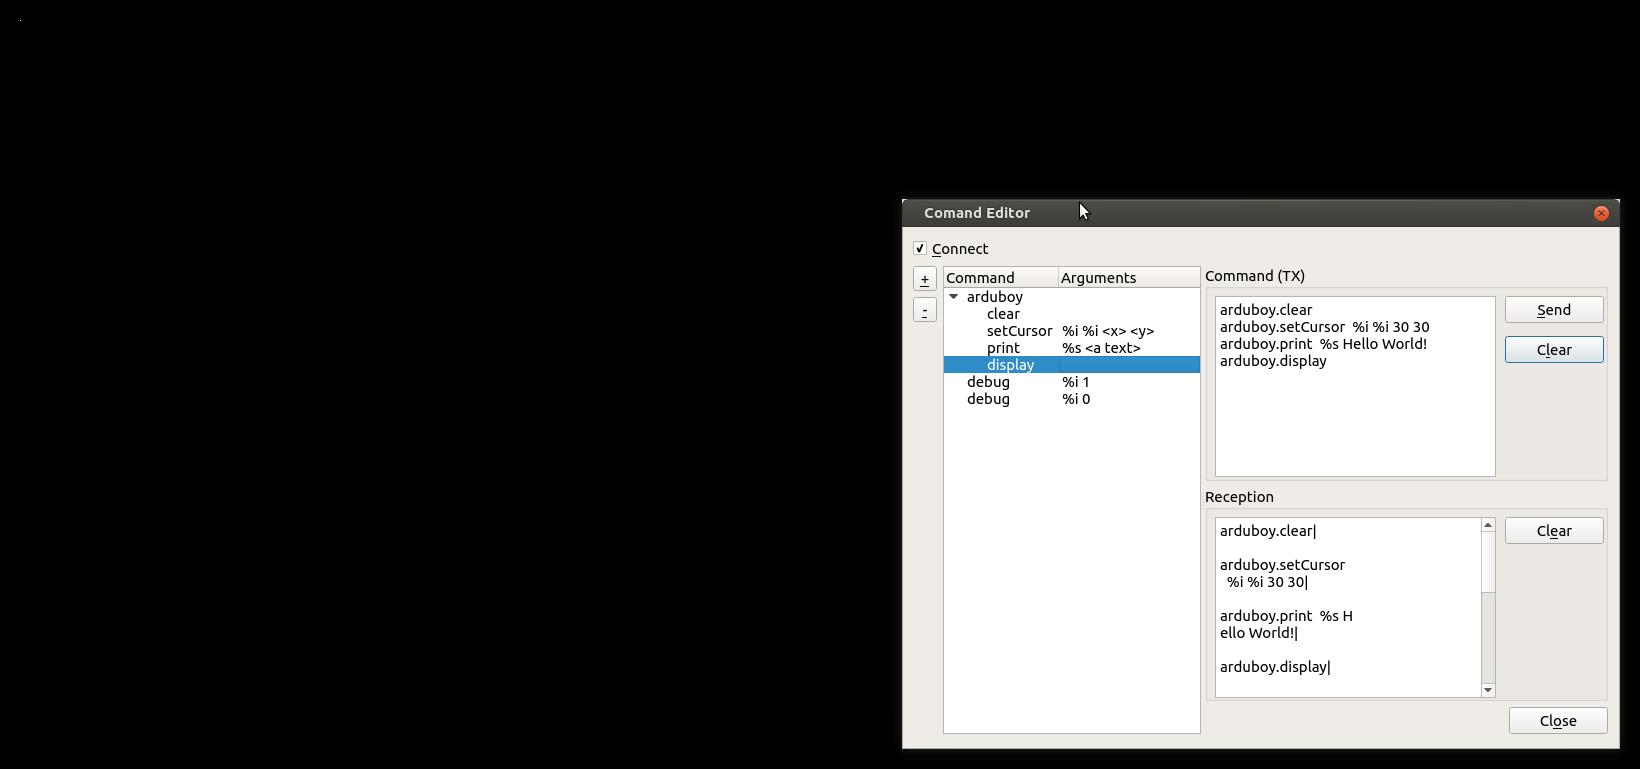 Comand Editor
Connect
+
-
Command Arguments
arduboy
clear
setCursor %i %i <x> <y>
print %s <a text>
display
debug %i 1
debug %i 0
Command (TX)
arduboy.clear
arduboy.setCursor  %i %i 30 30
arduboy.print  %s Hello World!
arduboy.display
Send
Clear
Reception
arduboy.clear|
arduboy.setCursor
%i %i 30 30|
arduboy.print  %s H
ello World!|
arduboy.display|
Clear
Close